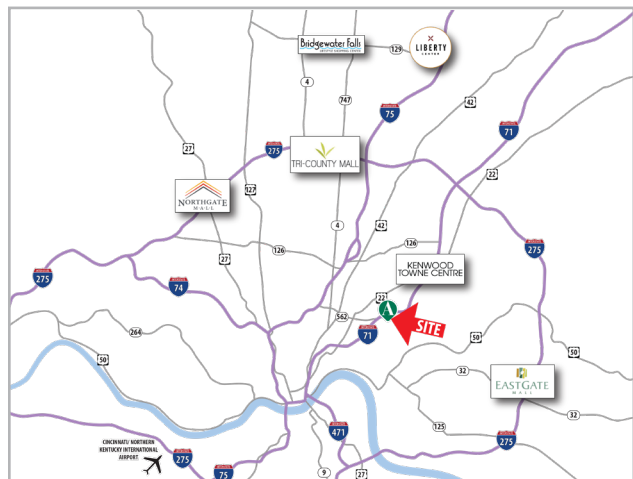 Bridgewater Falls
129
LIBERTY
CENTER
4
747
75
42
71
27
275
TRI-COUNTY MALL
22
127
NORTHGATE
MALL
4
42
27
126
126
275
275
KENWOOD
TOWNE CENTRE
74
22
A
SITE
562
71
264
50
50
50
32
EASTGATE
MALL
32
125
471
275
CINCINNATI/ NORTHERN
KENTUCKY INTERNATIONAL
AIRPORT
275
75
9
27